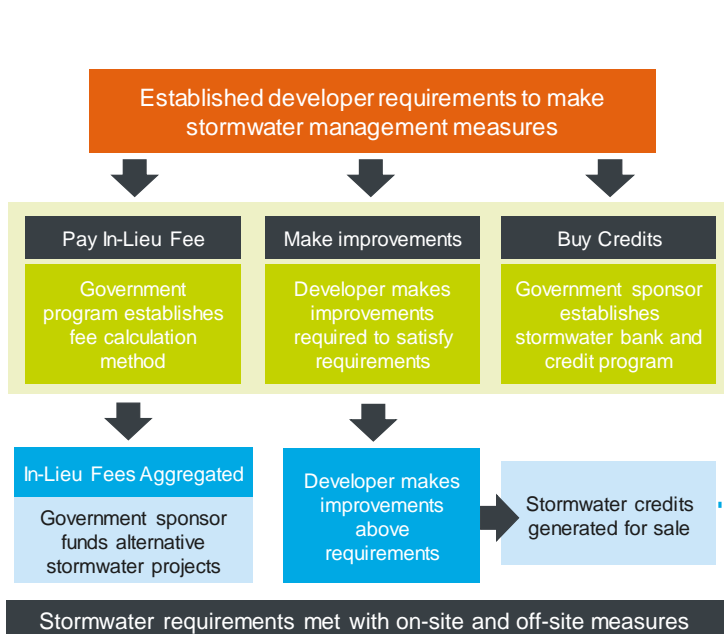 Established developer requirements to make
stormwater management measures
Pay In-Lieu Fee
Government
program establishes
fee calculation
method
Make improvements
Developer makes
improvements
required to satisfy
requirements
Buy Credits
Government sponsor
establishes
stormwater bank and
credit program
In-Lieu Fees Aggregated
Government sponsor
funds alternative
stormwater projects
Developer makes
improvements
above
requirements
Stormwater credits
generated for sale
Stormwater requirements met with on-site and off-site measures